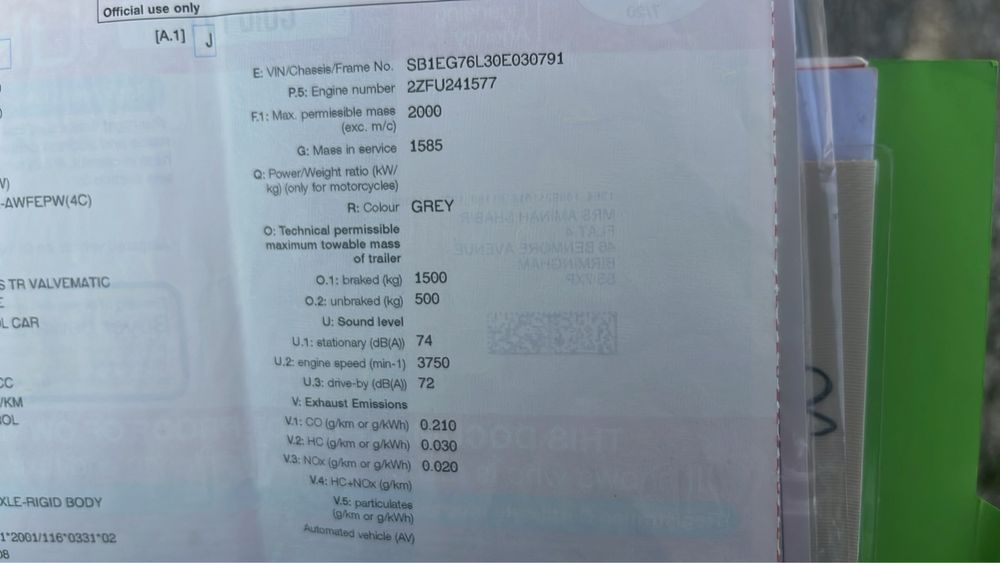 Official use only
[A.1] J
E: VIN/Chassis/Frame No. SB1EG76L30E030791
P.5: Engine number 2ZFU241577
F.1: Max. permissible mass 2000
(exc. m/c)
G: Mass in service 1585
Q: Power/Weight ratio (kW/
kg) (only for motorcycles)
R: Colour GREY
O: Technical permissible
maximum towable mass
of trailer
O.1: braked (kg) 1500
O.2: unbraked (kg) 500
U: Sound level
U.1: stationary (dB(A)) 74
U.2: engine speed (min-1) 3750
U.3: drive-by (dB(A)) 72
V: Exhaust Emissions
V.1: CO (g/km or g/kWh) 0.210
V.2: HC (g/km or g/kWh) 0.030
V.3: NOx (g/km or g/kWh) 0.020
V.4: HC+NOx (g/km)
V.5: particulates
(g/km or g/kWh)
Automated vehicle (AV)
-AWFEPW(4C)
S TR VALVEMATIC
L CAR
CC
/KM
OL
XLE-RIGID BODY
1*2001/116*0331*02
08